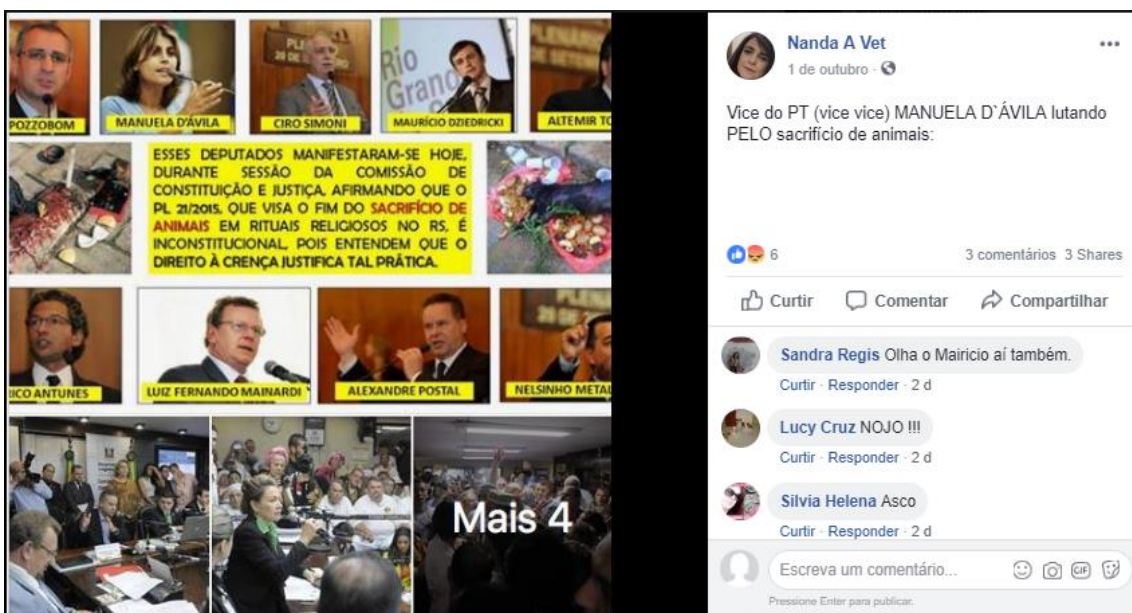 POZZOBOM
MANUELA D'ÁVILA
CIRO SIMONI
Rio
Grand
MAURÍCIO DZIEDRICKI
ALTEMIR TO
ESSES DEPUTADOS MANIFESTARAM-SE HOJE,
DURANTE SESSÃO DA COMISSÃO DE
CONSTITUIÇÃO E JUSTIÇA, AFIRMANDO QUE O
PL 21/2015, QUE VISA O FIM DO SACRIFÍCIO DE
ANIMAIS EM RITUAIS RELIGIOSOS NO RS, É
INCONSTITUCIONAL, POIS ENTENDEM QUE O
DIREITO À CRENÇA JUSTIFICA TAL PRÁTICA.
RICO ANTUNES
LUIZ FERNANDO MAINARDI
ALEXANDRE POSTAL
NELSINHO METAL
Mais 4
Nanda A Vet
1 de outubro ·
Vice do PT (vice vice) MANUELA D`ÁVILA lutando
PELO sacrifício de animais:
6
3 comentários 3 Shares
Curtir
Comentar
Compartilhar
Sandra Regis Olha o Mairicio aí também.
Curtir · Responder · 2 d
Lucy Cruz NOJO !!!
Curtir · Responder · 2 d
Silvia Helena Asco
Curtir · Responder · 2 d
Escreva um comentário...
GIF
Pressione Enter para publicar.